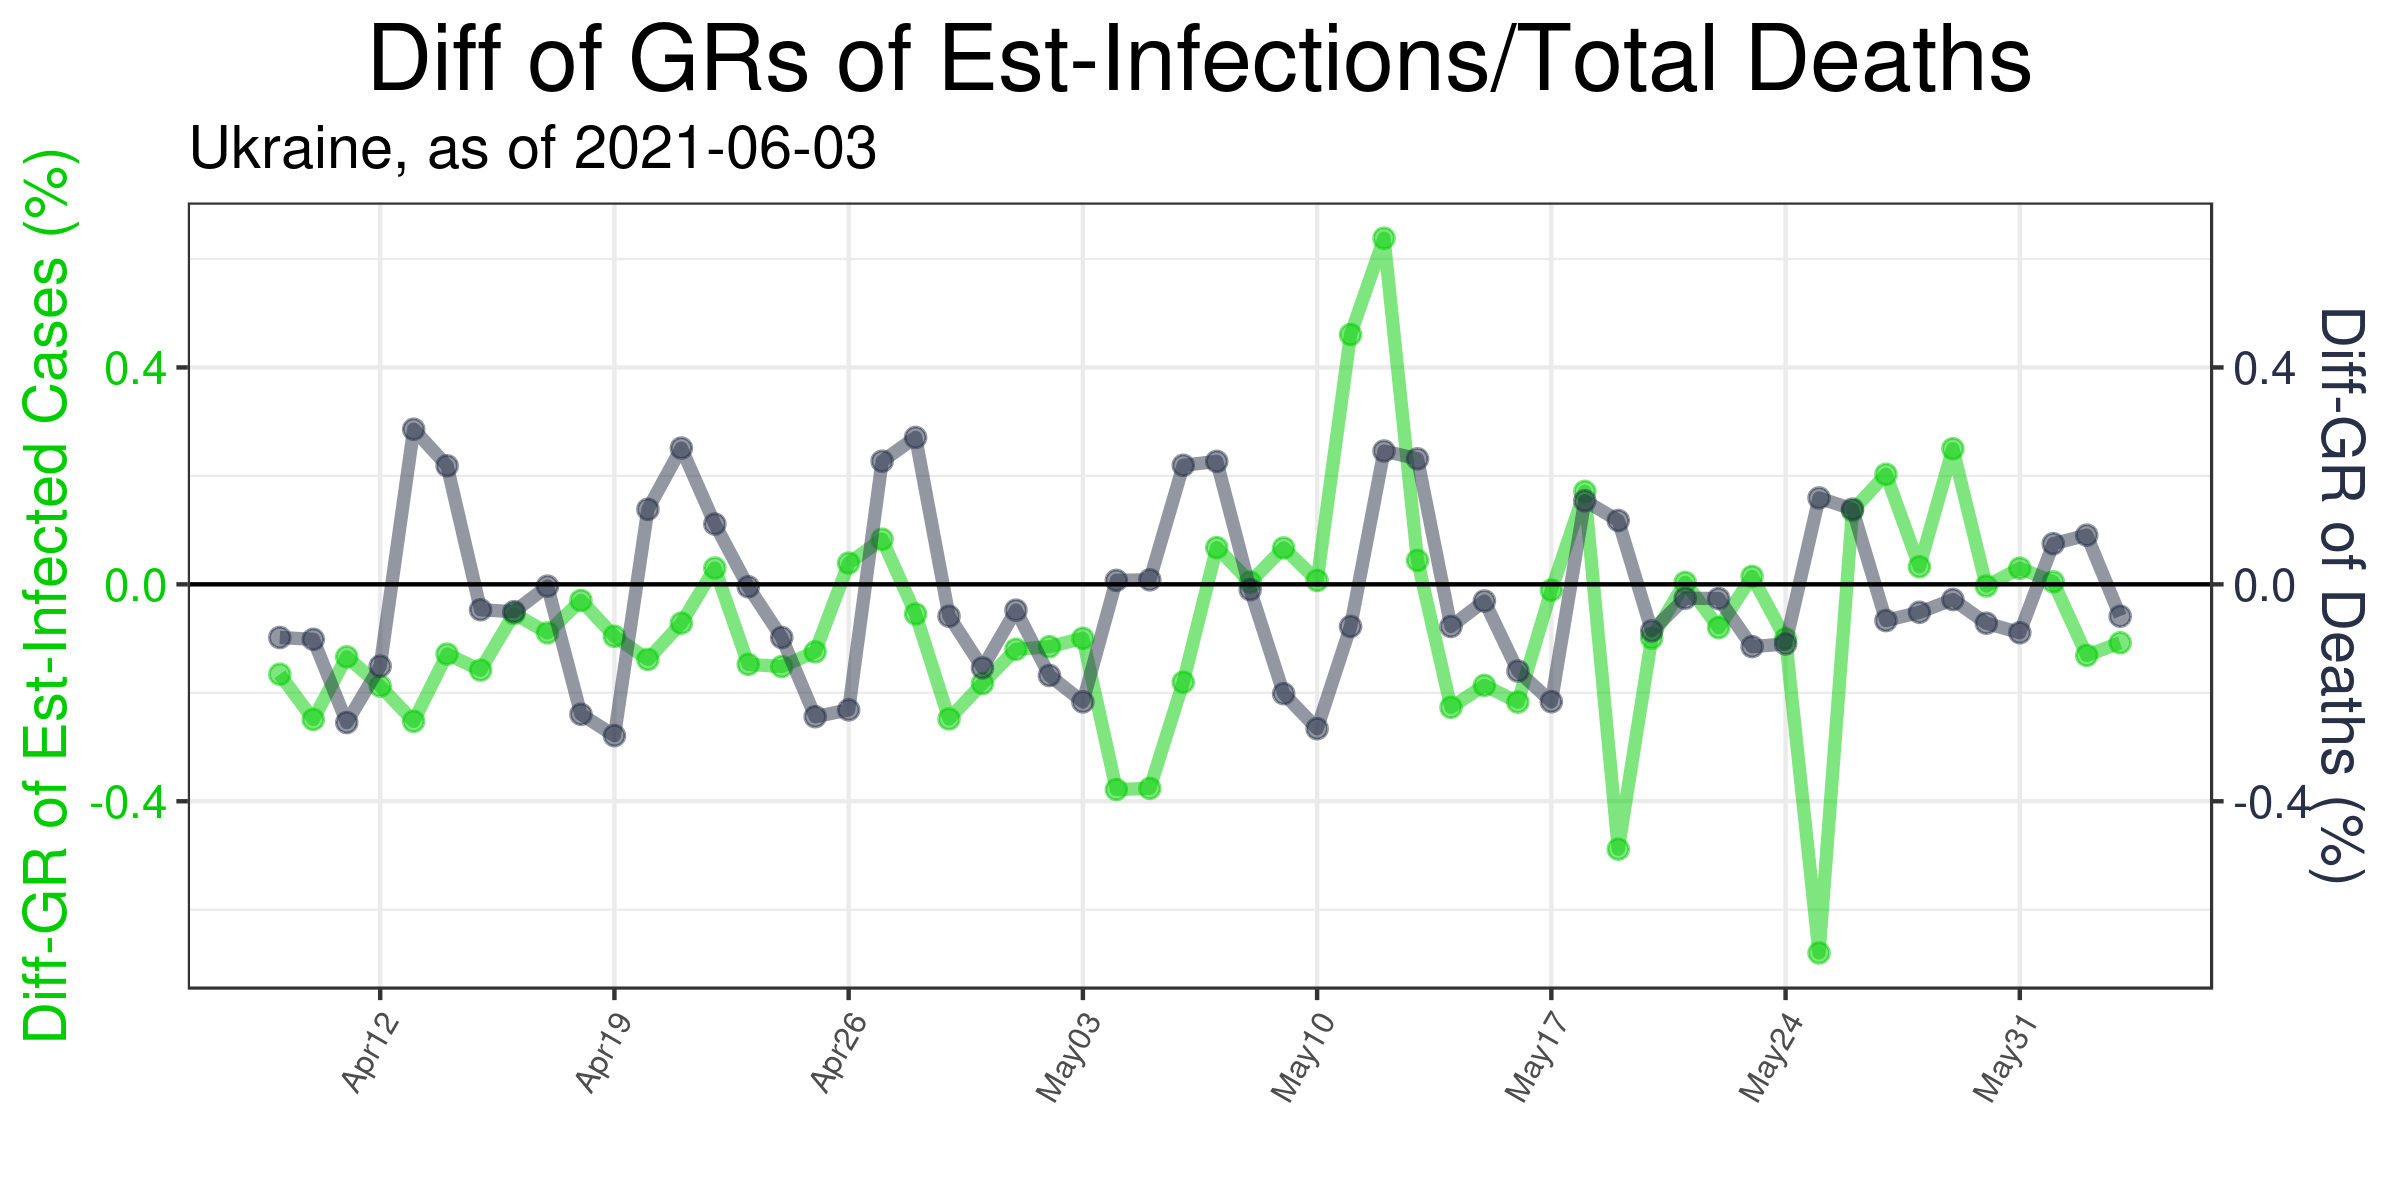 Diff of GRs of Est-Infections/Total Deaths
Ukraine, as of 2021-06-03
Diff-GR of Est-Infected Cases (%)
0.4
0.0
-0.4
0.4
0.0
-0.4
Diff-GR of Deaths (%)
Apr12
Apr19
Apr26
May03
May10
May17
May24
May31